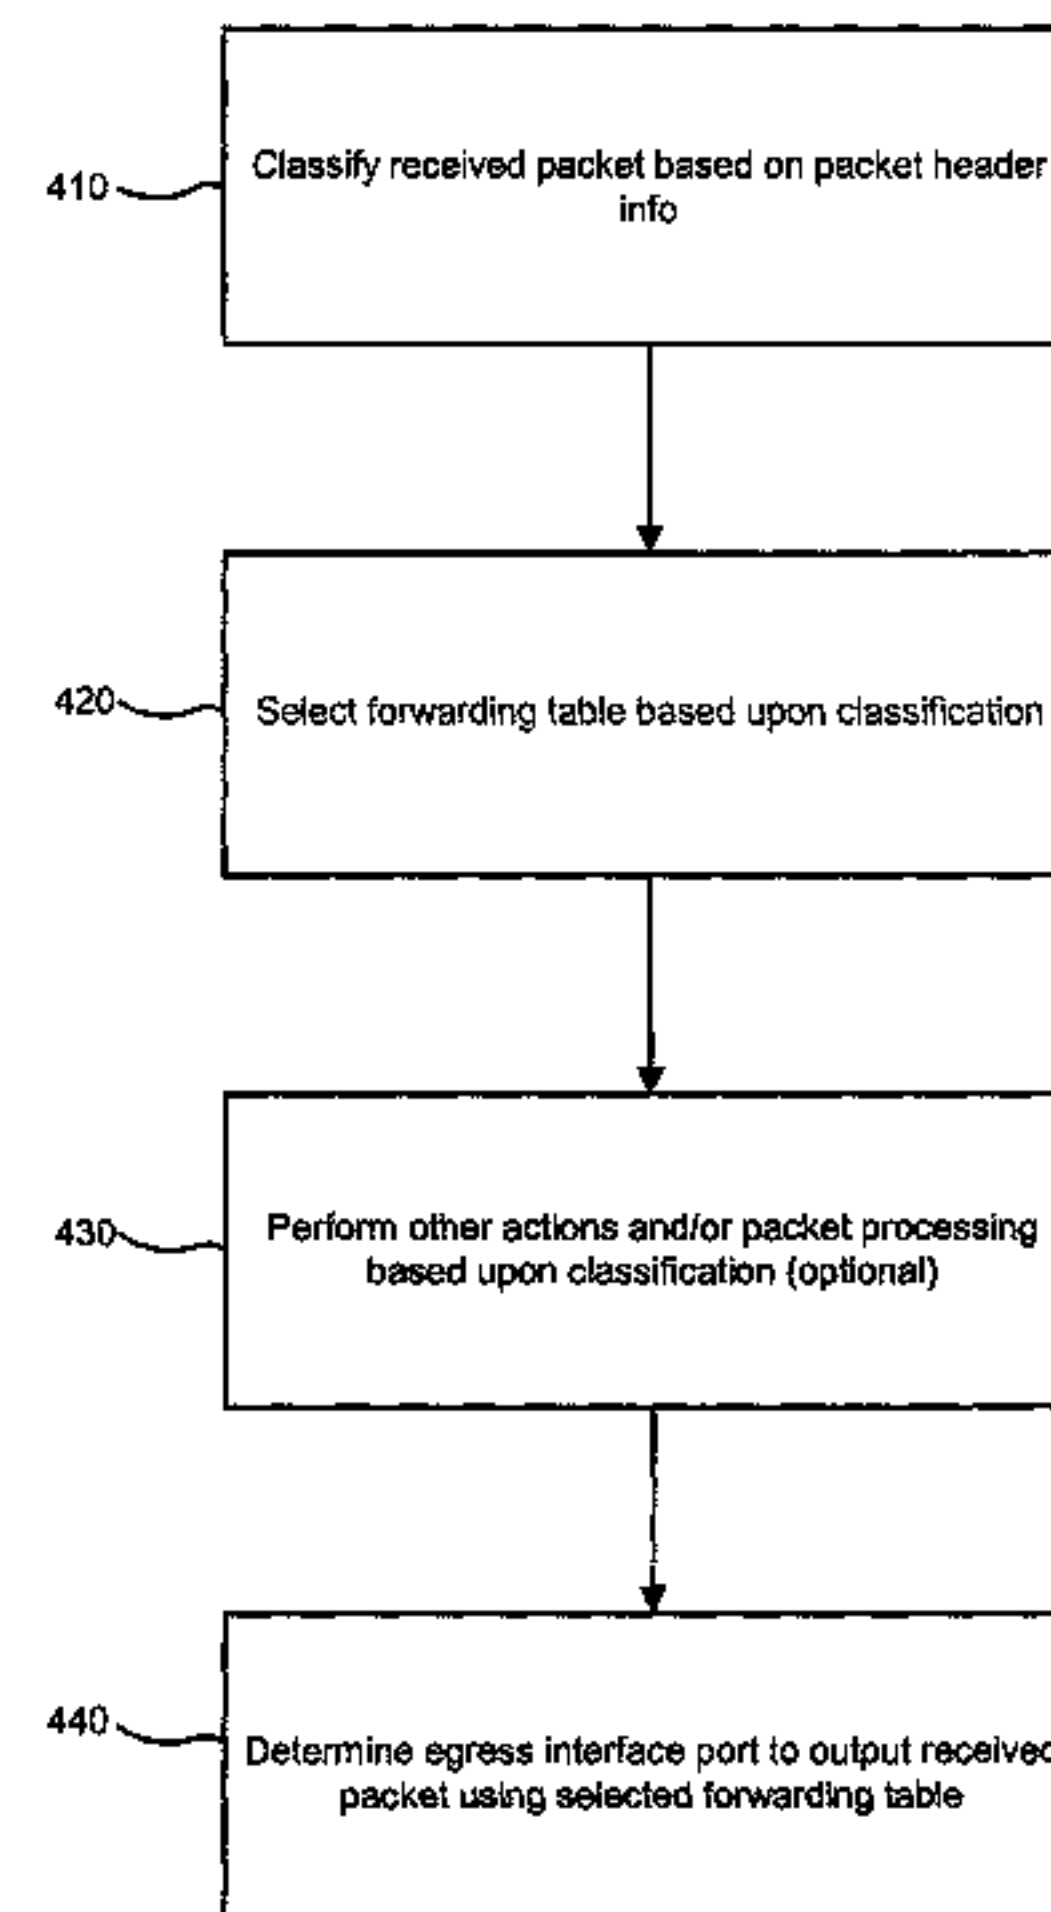 Classify received packet based on packet header
info
410
420
Select forwarding table based upon classification
430
Perform other actions and/or packet processing
based upon classification (optional)
440
Determine egress interface port to output received
packet using selected forwarding table